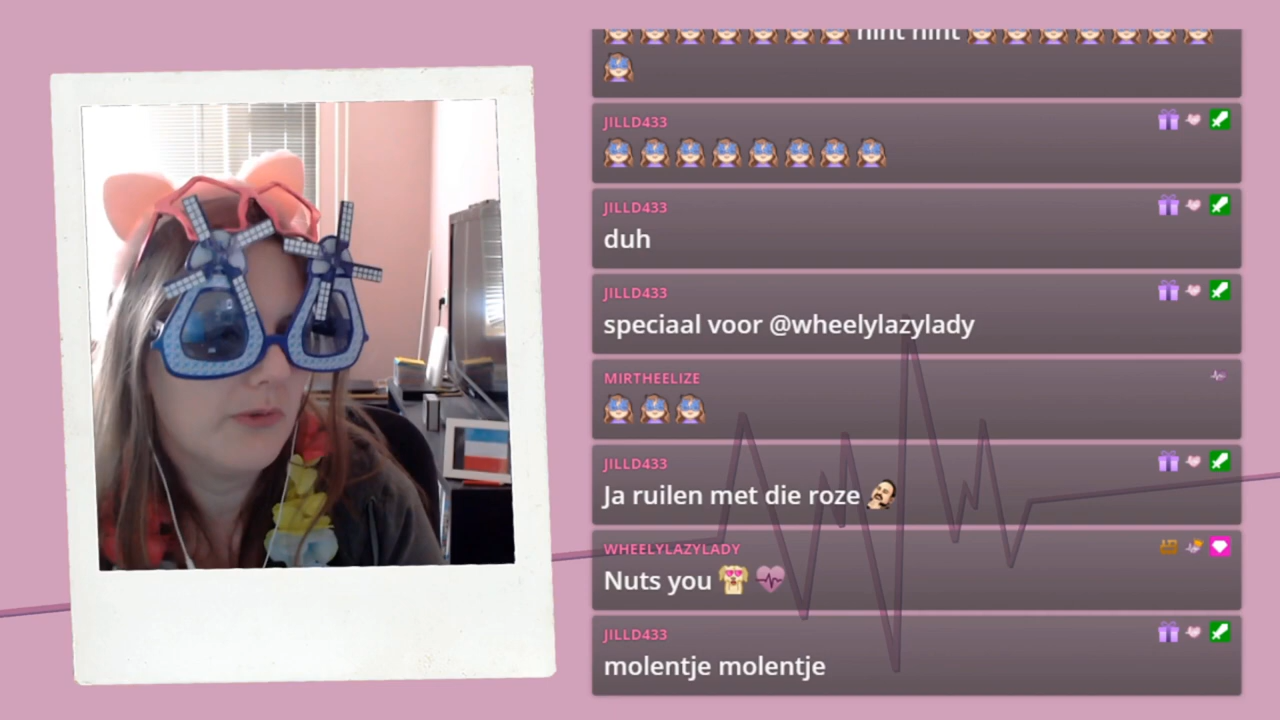 hint hint
JILLD433
JILLD433
duh
JILLD433
speciaal voor @wheelylazylady
MIRTHEELIZE
JILLD433
Ja ruilen met die roze
WHEELYLAZYLADY
Nuts you
JILLD433
molentje molentje